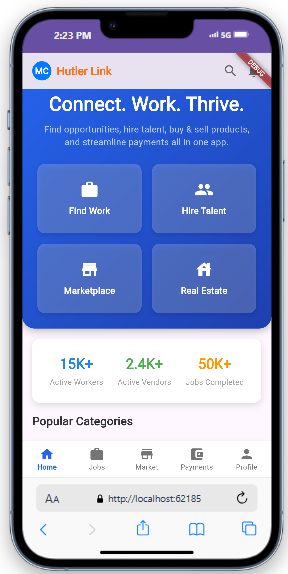 2:23 PM
5G
DEBUG
MC Hutler Link
Connect. Work. Thrive.
Find opportunities, hire talent, buy & sell products,
and streamline payments all in one app.
Find Work
Hire Talent
Marketplace
Real Estate
15K+ 2.4K+ 50K+
Active Workers Active Vendors Jobs Completed
Popular Categories
Home Jobs Market Payments Profile
AA http://localhost:62185